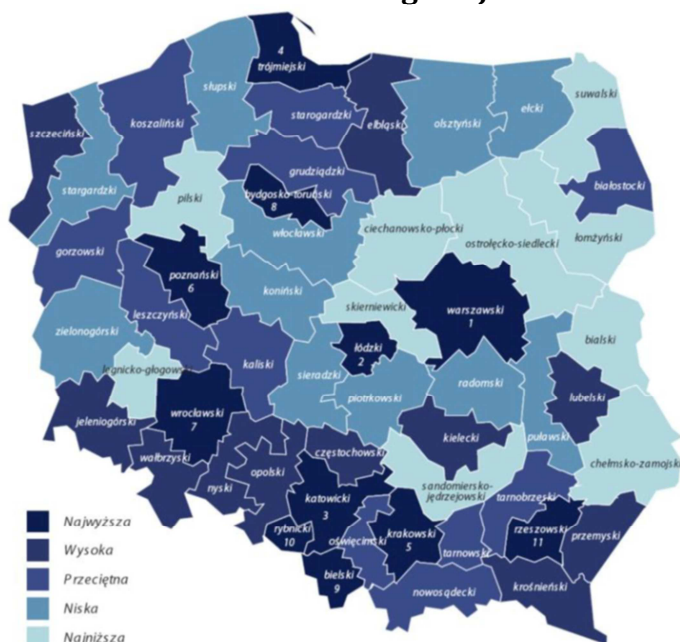 4
trójmiejski
słupski
koszaliński
starogardzki
elbląski
olsztyński
ełcki
suwalski
szczeciński
stargardzki
pilski
grudziądzki
bydgosko-toruński
8
białostocki
włocławski
ciechanowsko-płocki
ostrołęcko-siedlecki
łomżyński
gorzowski
poznański
6
koniński
skierniewicki
warszawski
1
leszczyński
zielonogórski
łódzki
2
bialski
legnicko-głogowski
kaliski
sieradzki
piotrkowski
radomski
puławski
lubelski
jeleniogórski
wrocławski
7
kielecki
wałbrzyski
częstochowski
chełmsko-zamojski
opolski
nyski
katowicki
3
sandomiersko-
jędrzejowski
tarnobrzeski
rybnicki
10
oświęcimski
krakowski
5
tarnowski
rzeszowski
11
przemyski
bielski
9
nowosądecki
krośnieński
Najwyższa
Wysoka
Przeciętna
Niska
Najniższa